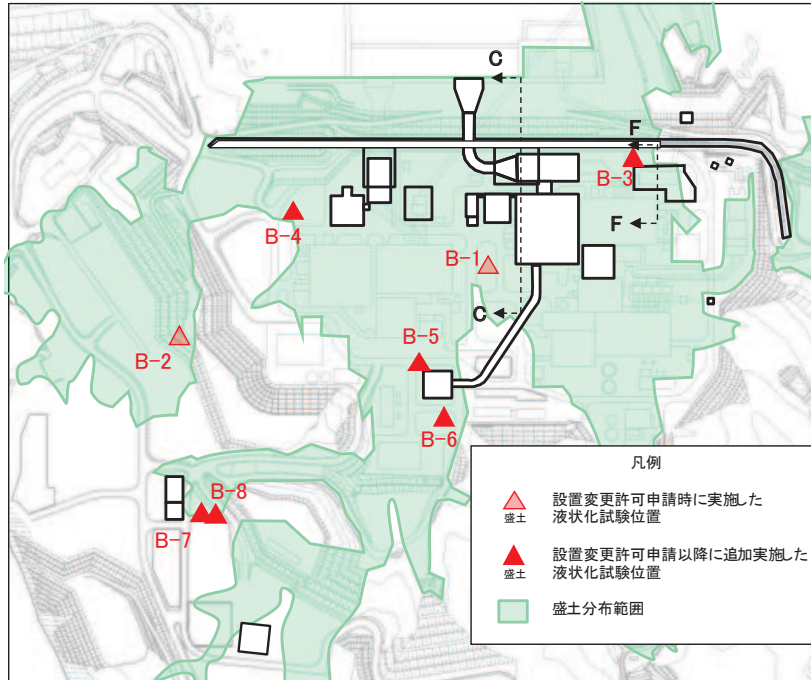 C
F
B-3
B-4
F
B-1
C
B-5
B-2
B-6
B-8
B-7
凡例
盛土
設置変更許可申請時に実施した
液状化試験位置
盛土
設置変更許可申請以降に追加実施した
液状化試験位置
盛土分布範囲